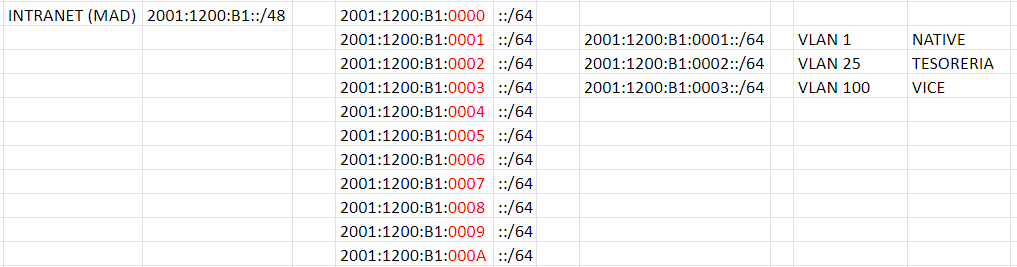 INTRANET (MAD) 2001:1200:B1::/48 2001:1200:B1:0000 ::/64
2001:1200:B1:0001 ::/64 2001:1200:B1:0001::/64 VLAN 1 NATIVE
2001:1200:B1:0002 ::/64 2001:1200:B1:0002::/64 VLAN 25 TESORERIA
2001:1200:B1:0003 ::/64 2001:1200:B1:0003::/64 VLAN 100 VICE
2001:1200:B1:0004 ::/64
2001:1200:B1:0005 ::/64
2001:1200:B1:0006 ::/64
2001:1200:B1:0007 ::/64
2001:1200:B1:0008 ::/64
2001:1200:B1:0009 ::/64
2001:1200:B1:000A ::/64